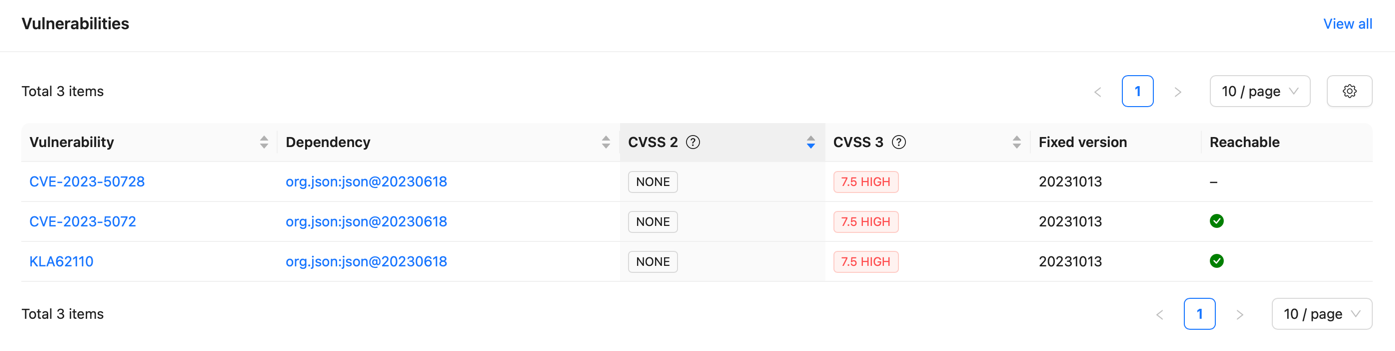 Vulnerabilities View all
Total 3 items 1 10 / page
Vulnerability Dependency CVSS 2 ? CVSS 3 ? Fixed version Reachable
CVE-2023-50728 org.json:json@20230618 NONE 7.5 HIGH 20231013 –
CVE-2023-5072 org.json:json@20230618 NONE 7.5 HIGH 20231013
KLA62110 org.json:json@20230618 NONE 7.5 HIGH 20231013
Total 3 items 1 10 / page